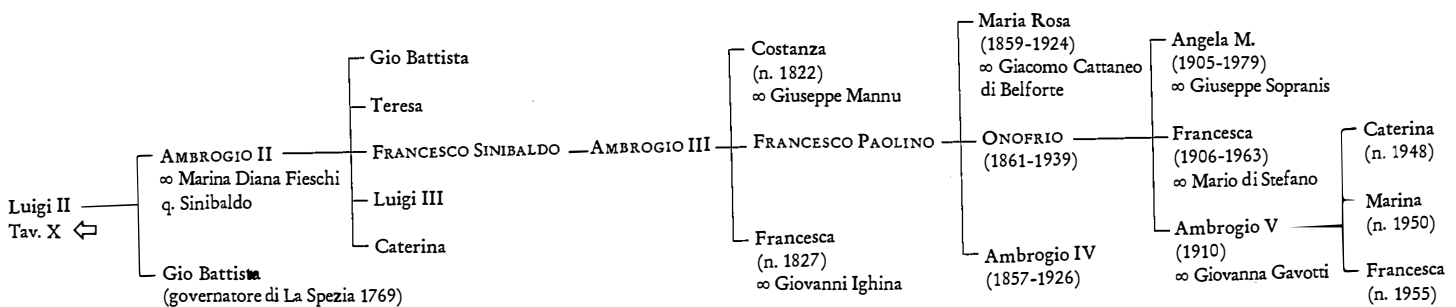 Luigi II
Tav. X ⇦
AMBROGIO II
∞ Marina Diana Fieschi
q. Sinibaldo
Gio Battista
(governatore di La Spezia 1769)
Gio Battista
Teresa
FRANCESCO SINIBALDO
Luigi III
Caterina
AMBROGIO III
Costanza
(n. 1822)
∞ Giuseppe Mannu
FRANCESCO PAOLINO
Francesca
(n. 1827)
∞ Giovanni Ighina
Maria Rosa
(1859-1924)
∞ Giacomo Cattaneo
di Belforte
ONOFRIO
(1861-1939)
Ambrogio IV
(1857-1926)
Angela M.
(1905-1979)
∞ Giuseppe Sopranis
Francesca
(1906-1963)
∞ Mario di Stefano
Ambrogio V
(1910)
∞ Giovanna Gavotti
Caterina
(n. 1948)
Marina
(n. 1950)
Francesca
(n. 1955)